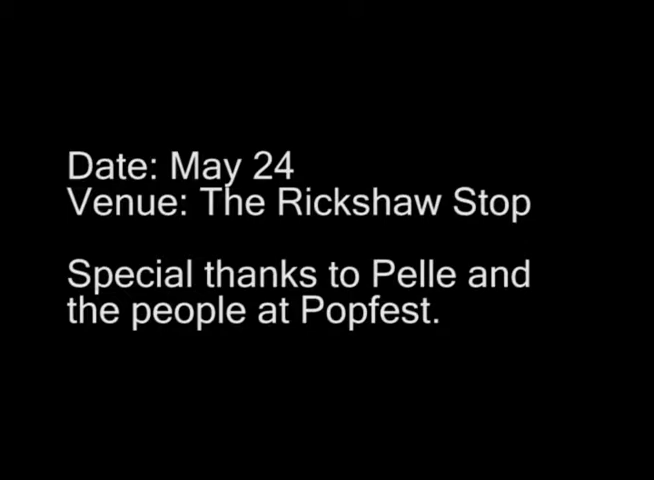 Date: May 24
Venue: The Rickshaw Stop
Special thanks to Pelle and
the people at Popfest.